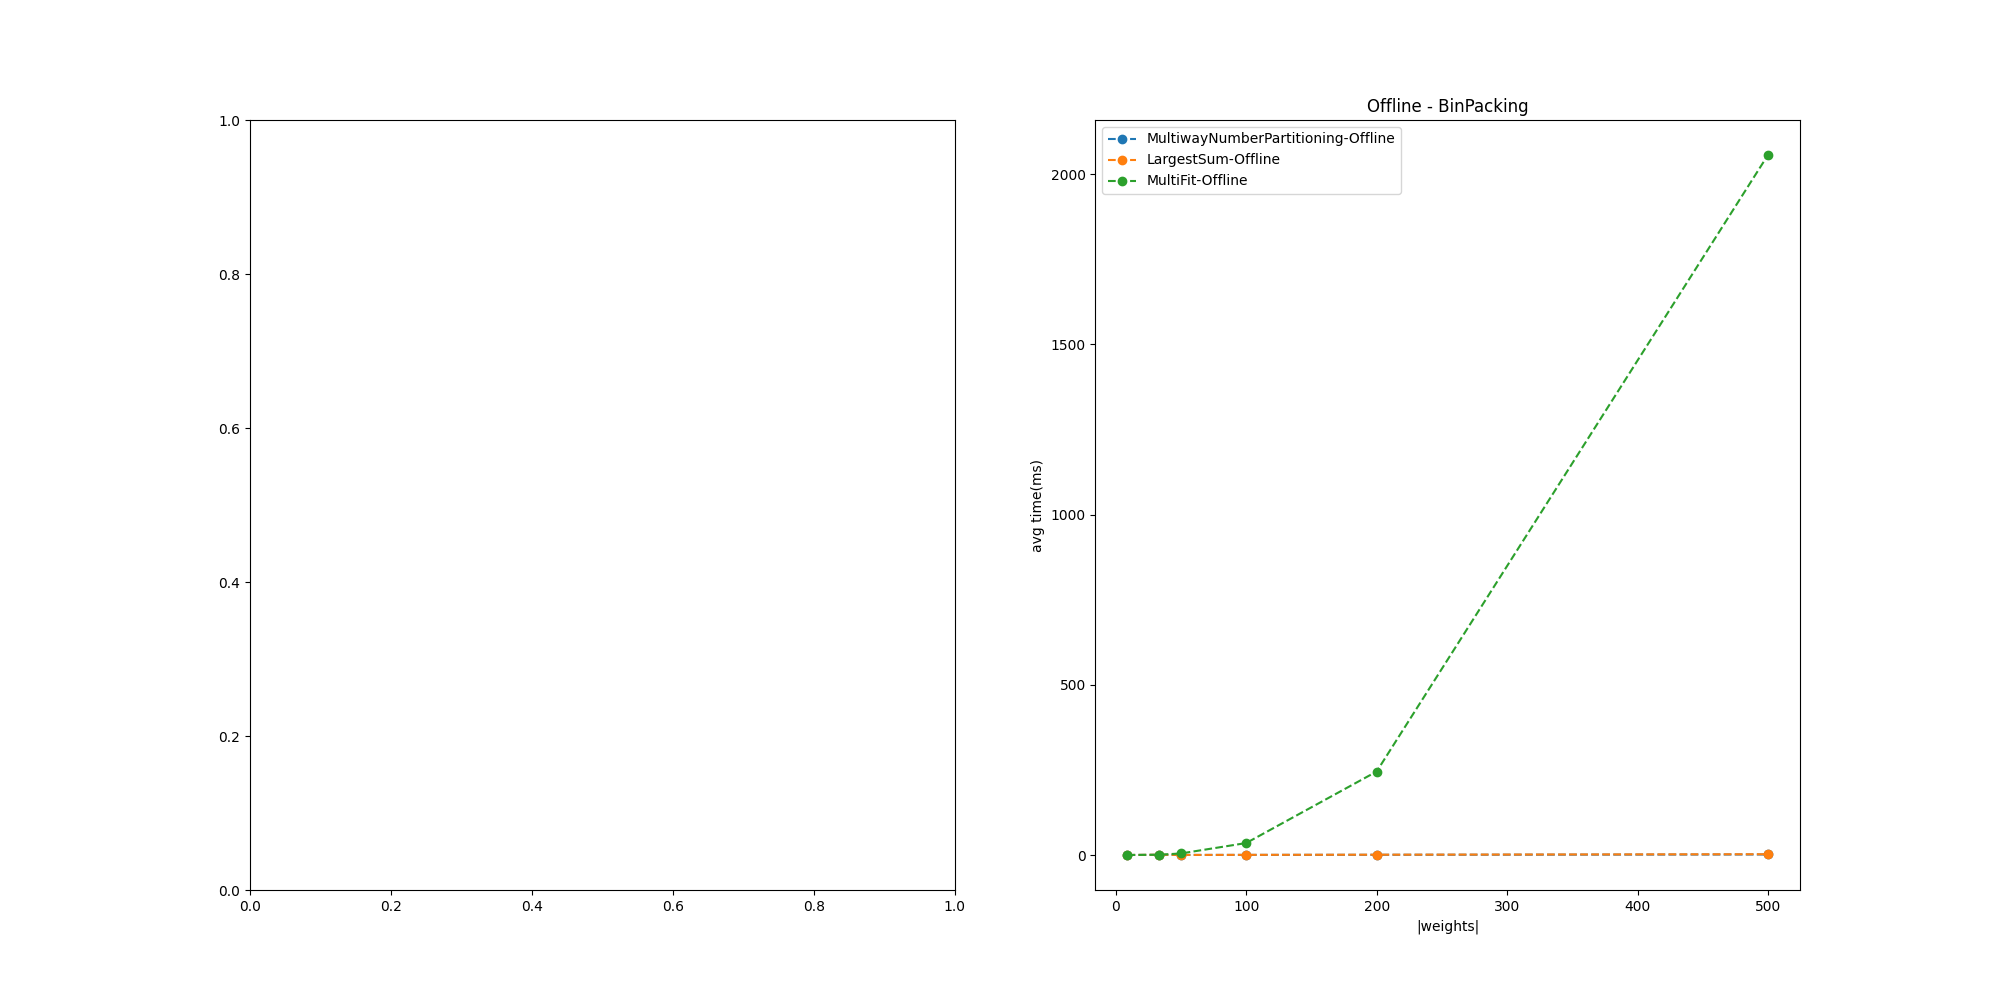 1.0
0.8
0.6
0.4
0.2
0.0
0.0 0.2 0.4 0.6 0.8 1.0
Offline - BinPacking
MultiwayNumberPartitioning-Offline
LargestSum-Offline
MultiFit-Offline
avg time(ms)
2000
1500
1000
500
0
0 100 200 300 400 500
|weights|